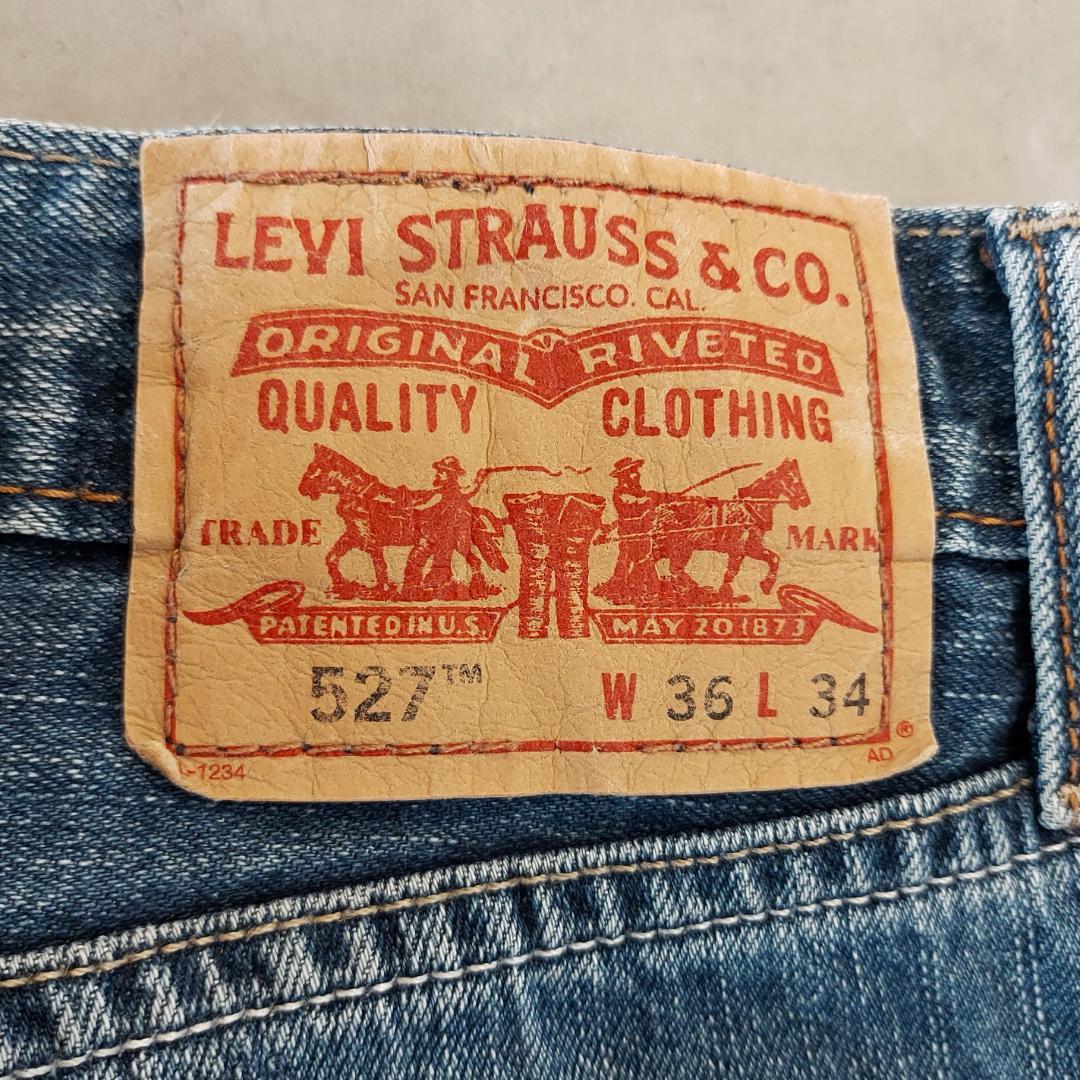 LEVI STRAUSS & CO.
SAN FRANCISCO. CAL.
ORIGINAL RIVETED
QUALITY CLOTHING
TRADE MARK
PATENTED IN U.S. MAY 20 1873
527™ W 36 L 34
L-1234 AD ®